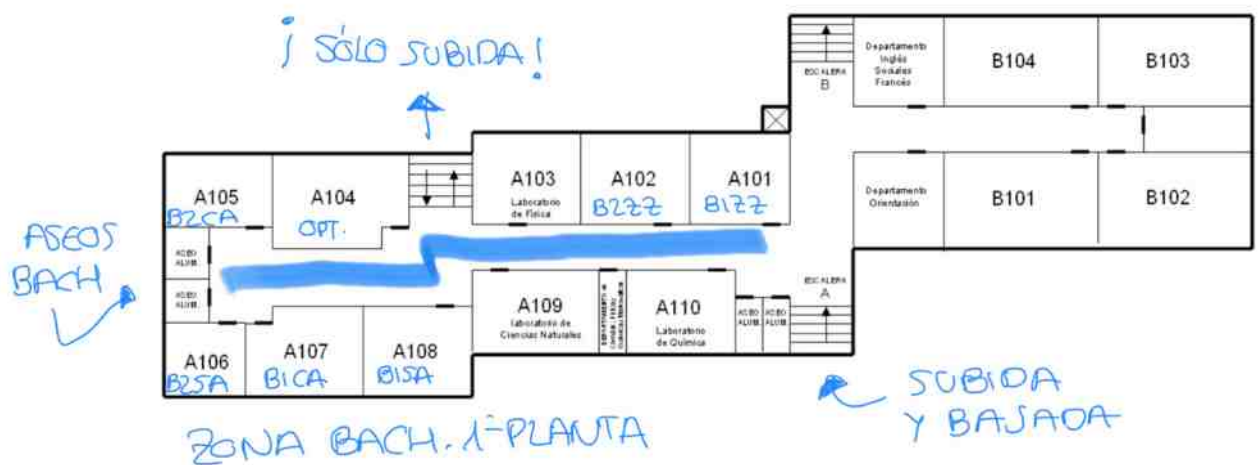 ¡ SÓLO SUBIDA !
Departamento
Inglés
Sociales
Francés
B104
B103
ESCALERA
B
A105
B2CA
A104
OPT.
A103
Laboratorio
de Física
A102
B2ZZ
A101
B1ZZ
Departamento
Orientación
B101
B102
ASEOS
BACH
ASEO
ALUM.
ASEO
ALUM.
A109
laboratorio de
Ciencias Naturales
A110
Laboratorio
de Química
ASEO
ALUM.
ASEO
ALUM.
ESCALERA
A
A106
B2SA
A107
B1CA
A108
B1SA
SUBIDA
Y BAJADA
ZONA BACH. 1ª PLANTA